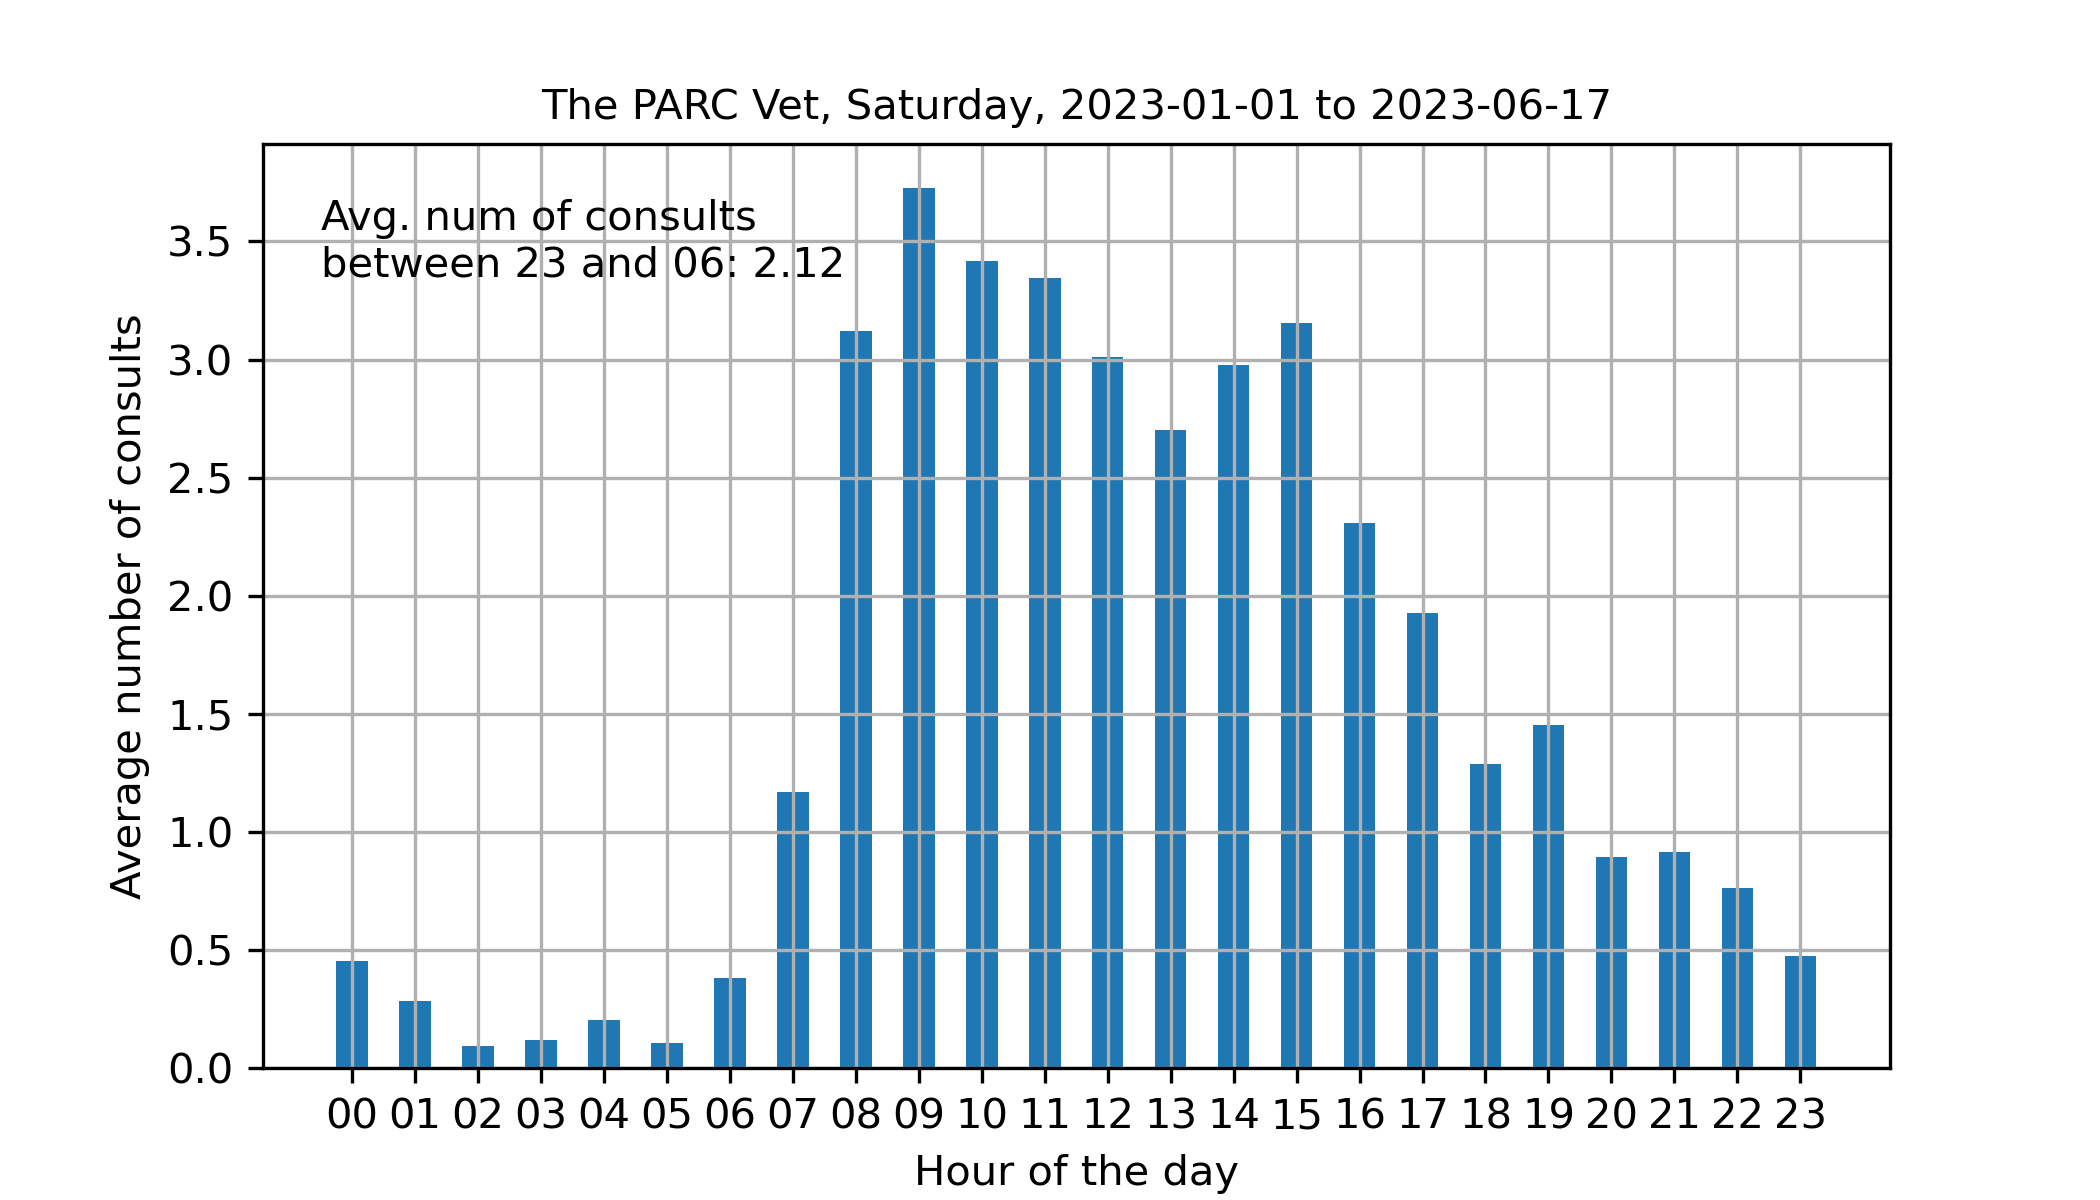 The PARC Vet, Saturday, 2023-01-01 to 2023-06-17
Avg. num of consults
between 23 and 06: 2.12
Average number of consults
3.5
3.0
2.5
2.0
1.5
1.0
0.5
0.0
00 01 02 03 04 05 06 07 08 09 10 11 12 13 14 15 16 17 18 19 20 21 22 23
Hour of the day